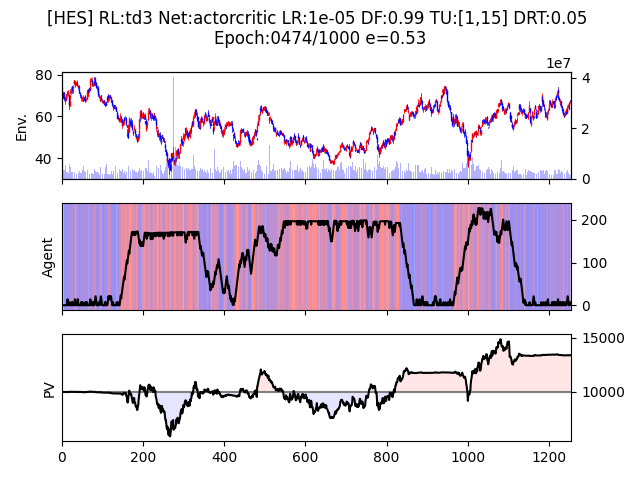 [HES] RL:td3 Net:actorcritic LR:1e-05 DF:0.99 TU:[1,15] DRT:0.05
Epoch:0474/1000 e=0.53
1e7
80
60
40
Env.
4
2
0
Agent
200
100
0
PV
15000
10000
0 200 400 600 800 1000 1200